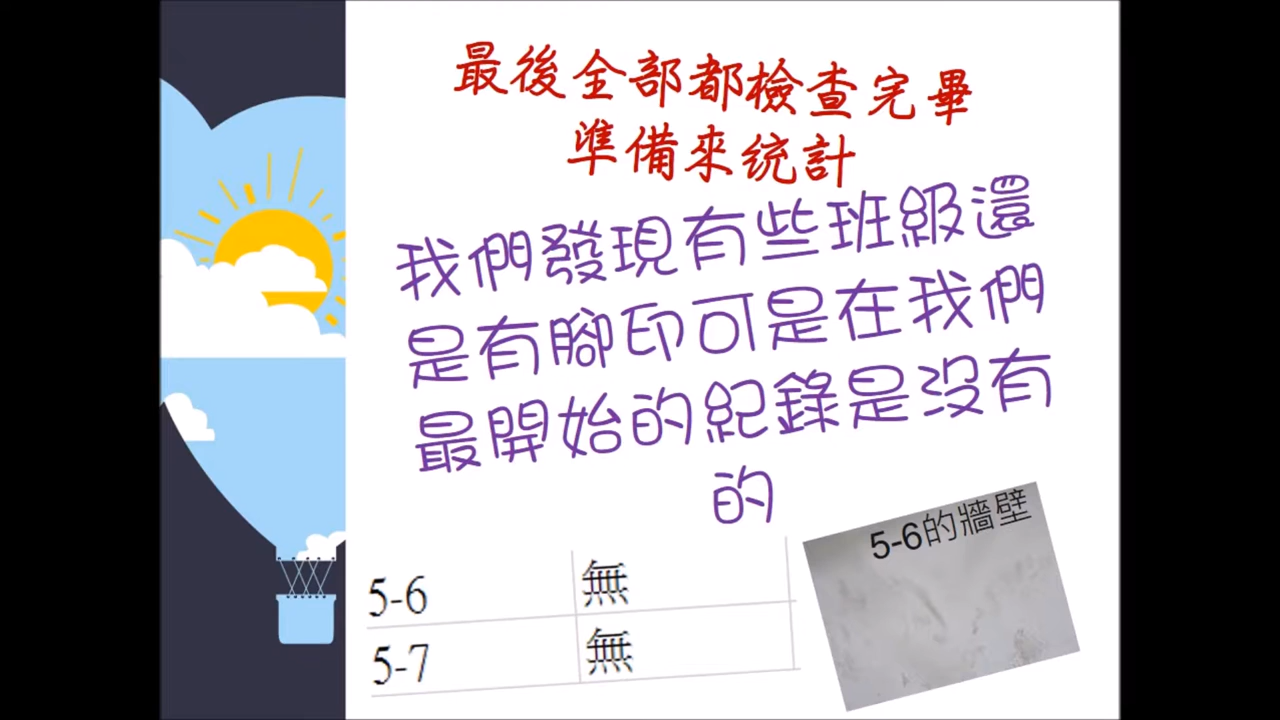 最後全部都檢查完畢
準備來统計
我們發現有些班級還
是有腳印可是在我們
最開始的紀錄是沒有
的
5-6的牆壁
5-6 無
5-7 無